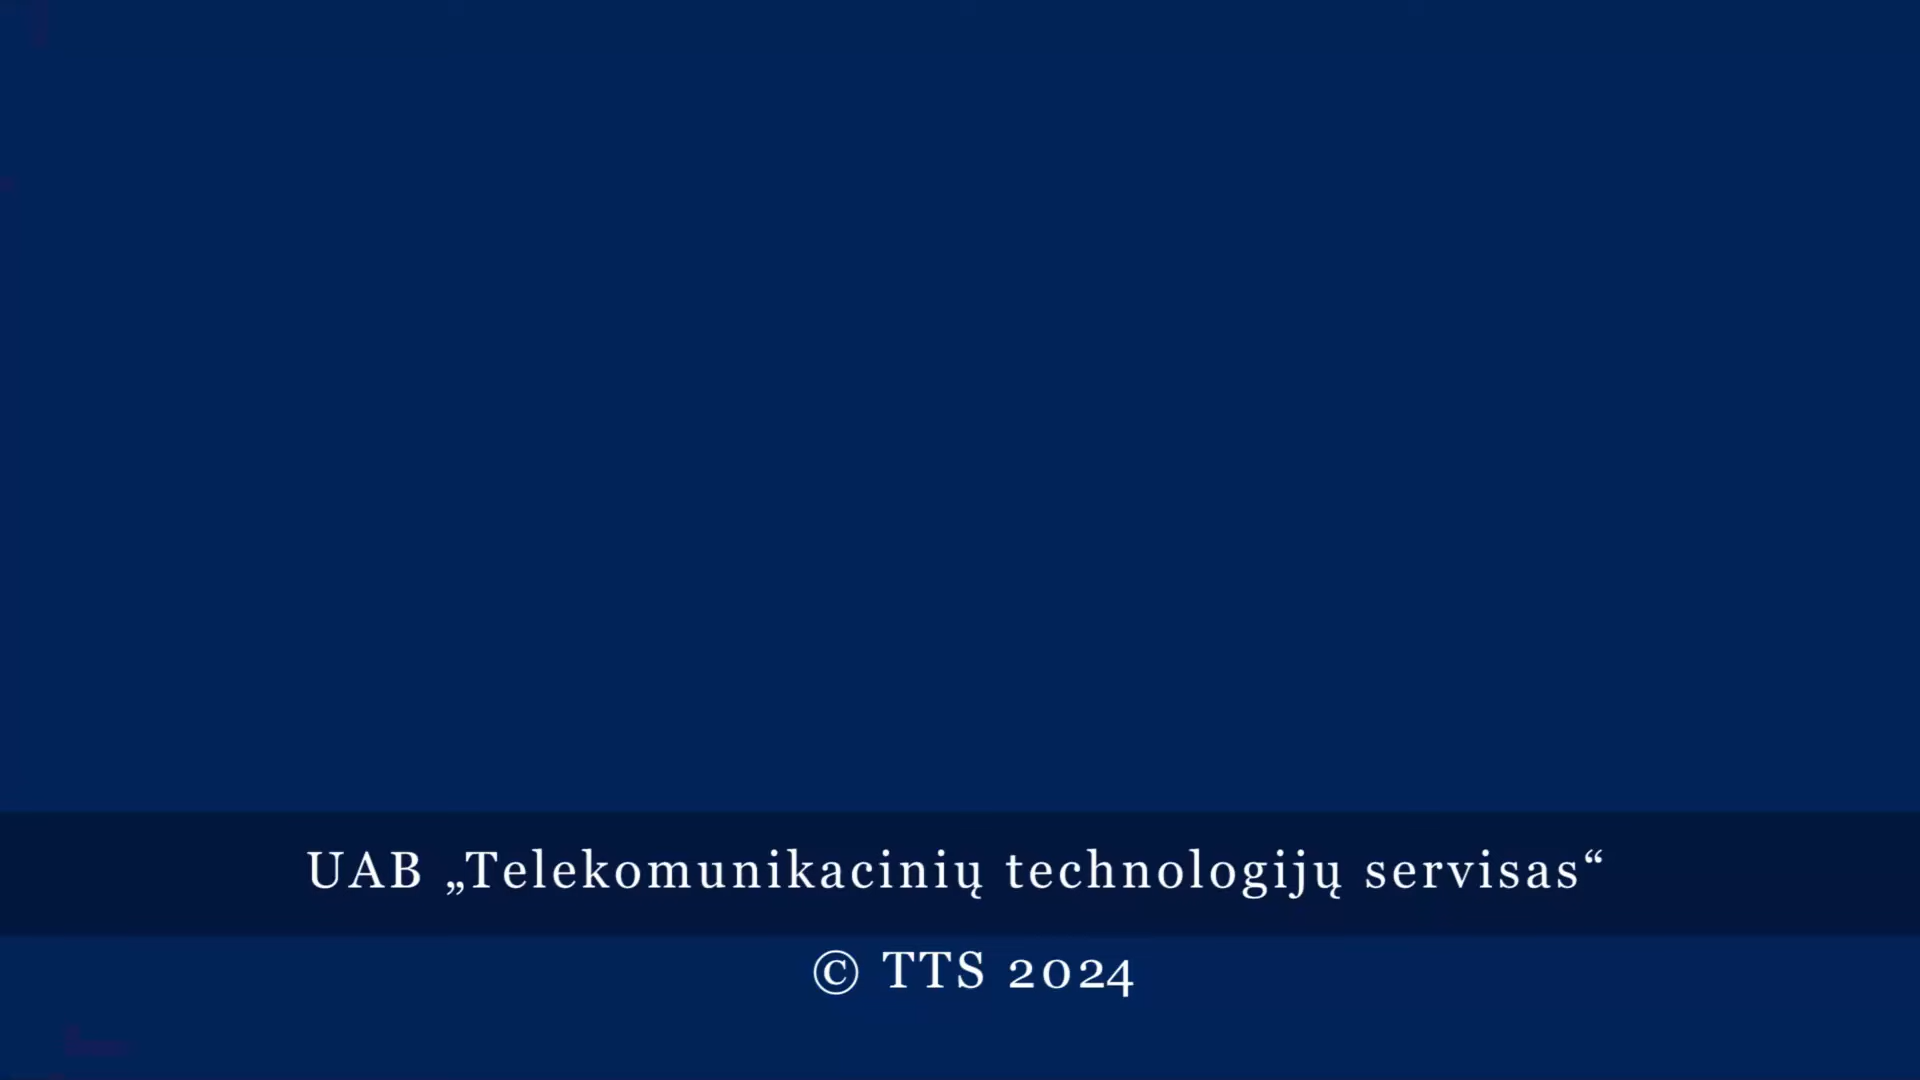 UAB „Telekomunikacinių technologijų servisas“
© TTS 2024